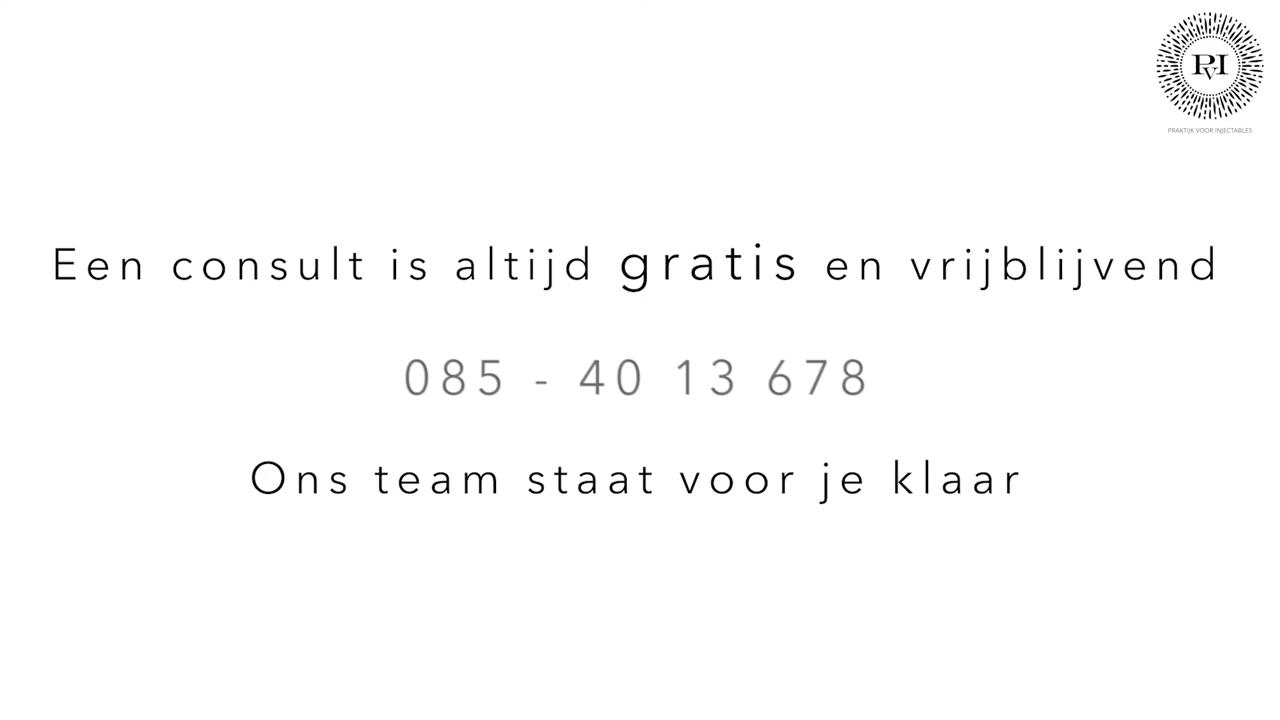 PVI
PRAKTIJK VOOR INJECTABLES
Een consult is altijd gratis en vrijblijvend
085 - 40 13 678
Ons team staat voor je klaar